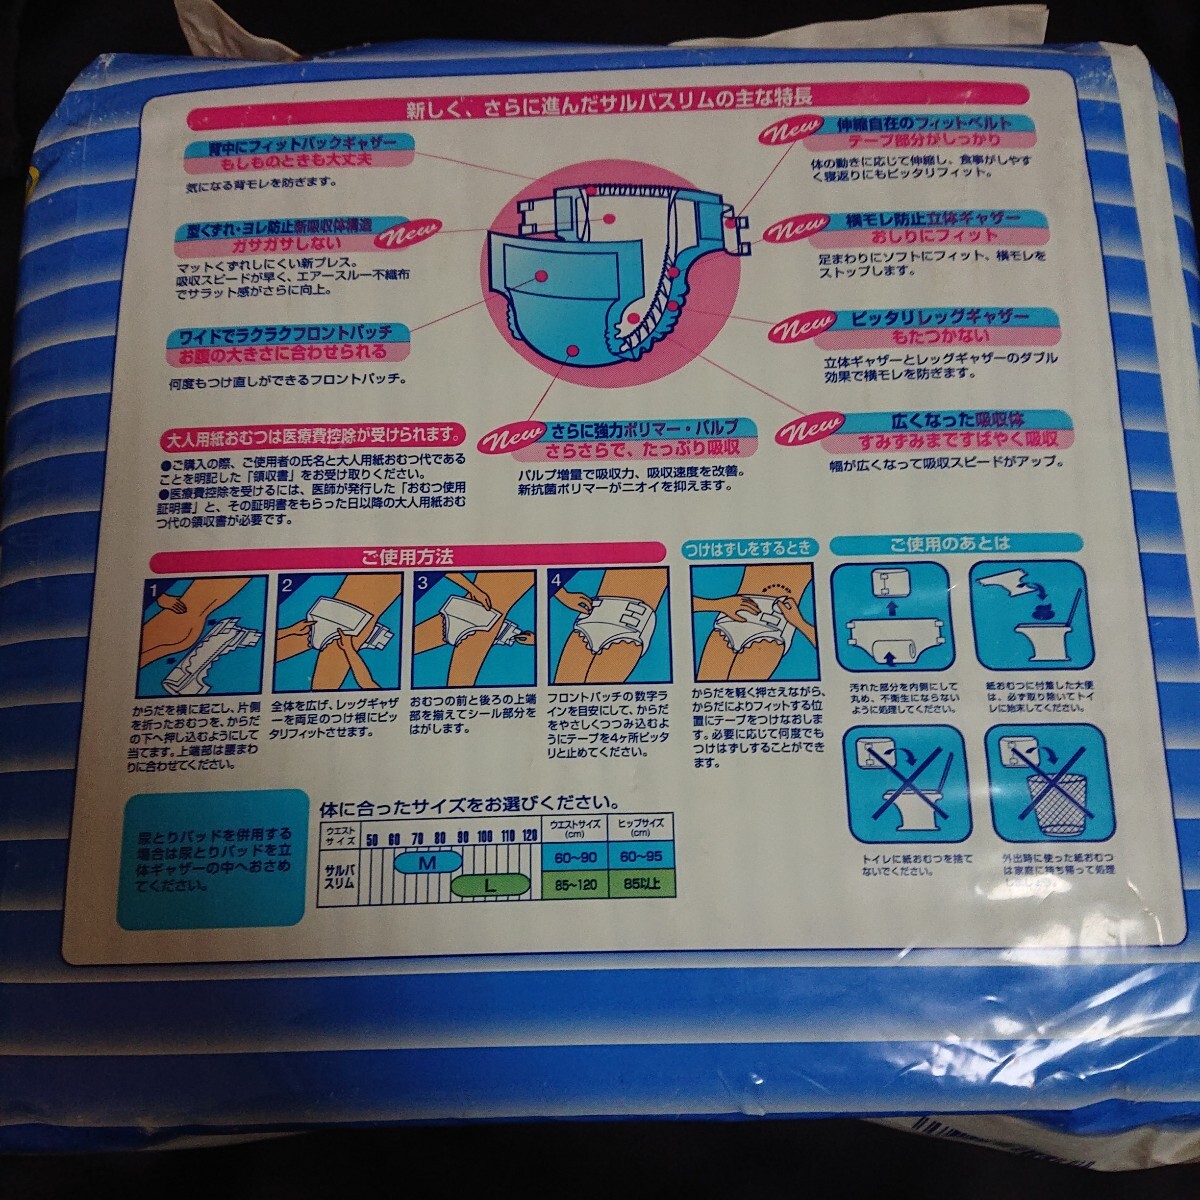 新しく、さらに進んだサルバスリムの主な特長
背中にフィットバックギャザー
もしものときも大丈夫
気になる背モレを防ぎます。
型くずれ・ヨレ防止新吸収体構造
ガサガサしない
New
マットくずれしにくい新プレス。
吸収スピードが早く、エアースルー不織布
でサラット感がさらに向上。
ワイドでラクラクフロントパッチ
お腹の大きさに合わせられる
何度もつけ直しができるフロントパッチ。
New
伸縮自在のフィットベルト
テープ部分がしっかり
体の動きに応じて伸縮し、食事がしやす
く寝返りにもピッタリフィット。
New
横モレ防止立体ギャザー
おしりにフィット
足まわりにソフトにフィット、横モレを
ストップします。
New
ピッタリレッグギャザー
もたつかない
立体ギャザーとレッグギャザーのダブル
効果で横モレを防ぎます。
大人用紙おむつは医療費控除が受けられます。
●ご購入の際、ご使用者の氏名と大人用紙おむつ代である
ことを明記した「領収書」をお受け取りください。
●医療費控除を受けるには、医師が発行した「おむつ使用
証明書」と、その証明書をもらった日以降の大人用紙おむ
つ代の領収書が必要です。
New
さらに強力ポリマー・パルプ
さらさらで、たっぷり吸収
パルプ増量で吸収力、吸収速度を改善。
新抗菌ポリマーがニオイを抑えます。
New
広くなった吸収体
すみずみまですばやく吸収
幅が広くなって吸収スピードがアップ。
ご使用方法
1
からだを横に起こし、片側
を折ったおむつを、からだ
の下へ押し込むようにして
当てます。上端部は腰まわ
りに合わせてください。
2
全体を広げ、レッグギャザ
ーを両足のつけ根にピッ
タリフィットさせます。
3
おむつの前と後ろの上端
部を揃えてシール部分を
はがします。
4
フロントパッチの数字ラ
インを目安にして、からだ
をやさしくつつみ込むよ
うにテープを4ヶ所ピッタ
リと止めてください。
つけはずしをするとき
からだを軽く押さえながら、
からだによりフィットする位
置にテープをつけなおしま
す。必要に応じて何度でも
つけはずしすることができ
ます。
ご使用のあとは
汚れた部分を内側にして
丸め、不衛生にならない
ように処理してください。
紙おむつに付着した大便
は、必ず取り除いてトイ
レに始末してください。
トイレに紙おむつを捨て
ないでください。
外出時に使った紙おむつ
は家庭に持ち帰って処理
しましょう。
尿とりパッドを併用する
場合は尿とりパッドを立
体ギャザーの中へおさめ
てください。
体に合ったサイズをお選びください。
ウエスト
サイズ
50 60 70 80 90 100 110 120
ウエストサイズ
(cm)
ヒップサイズ
(cm)
サルバ
スリム
M
60~90
60~95
L
85~120
85以上